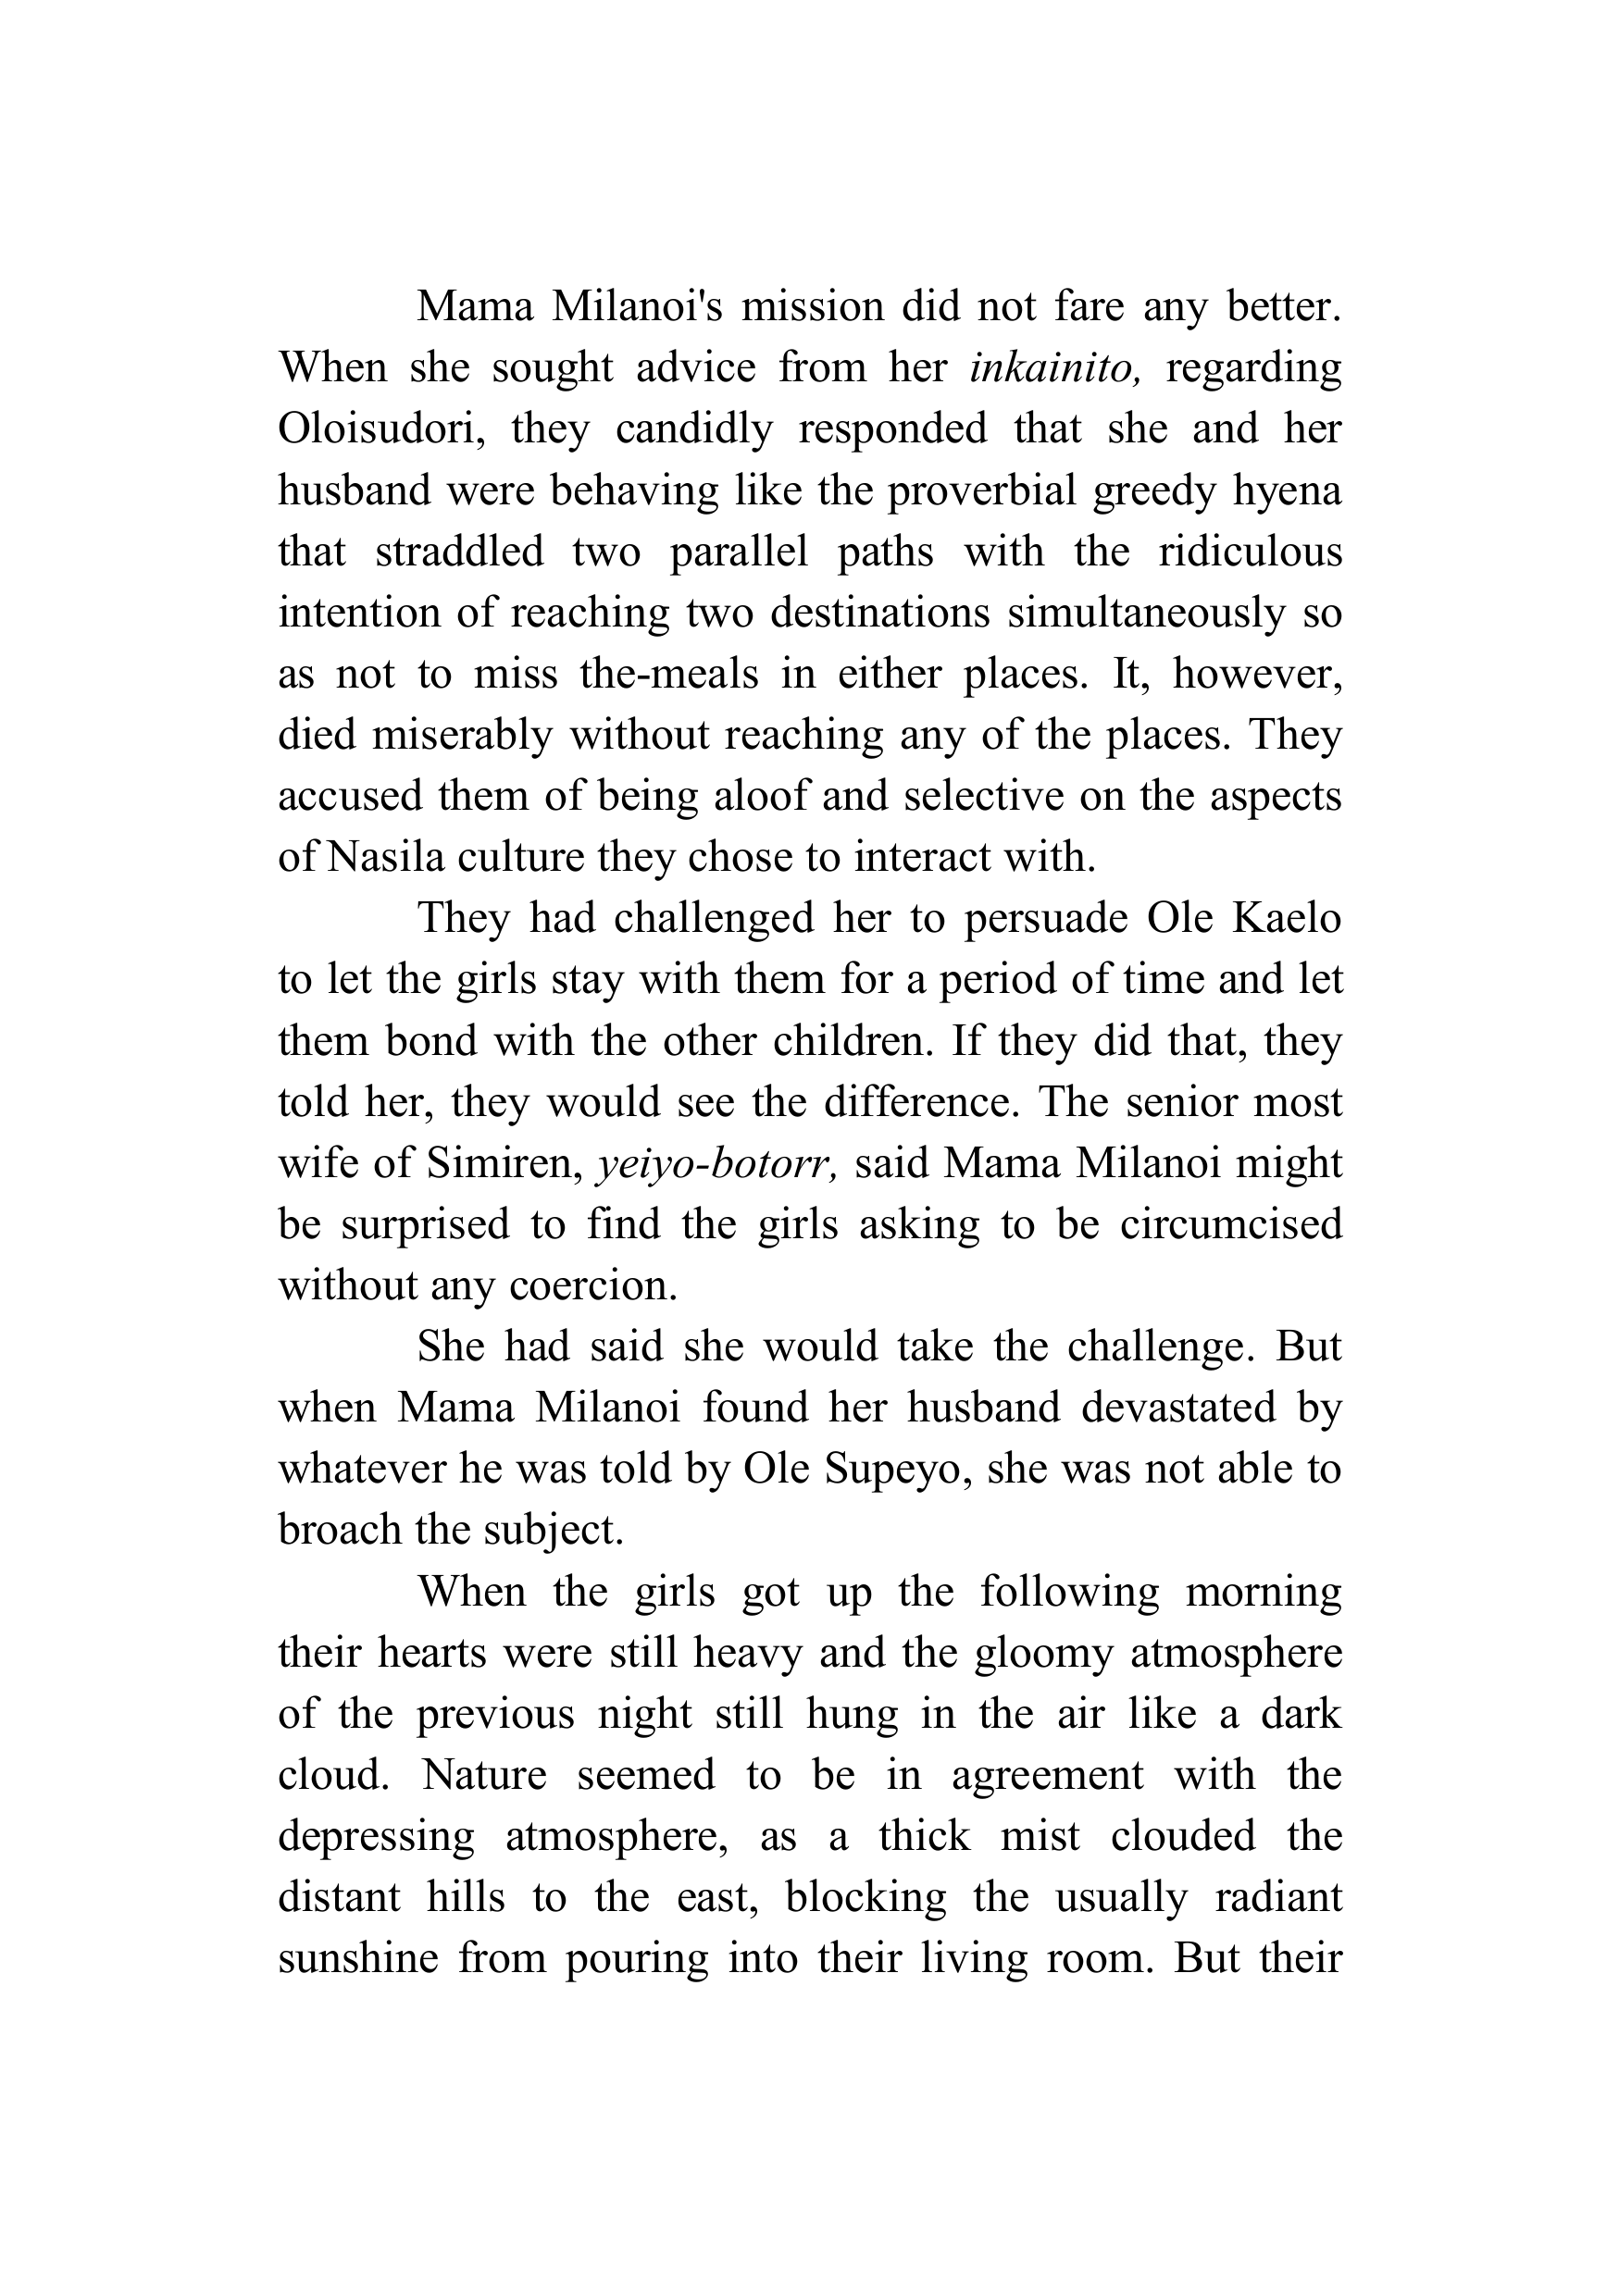 Mama Milanoi's mission did not fare any better.
When she sought advice from her inkainito, regarding
Oloisudori, they candidly responded that she and her
husband were behaving like the proverbial greedy hyena
that straddled two parallel paths with the ridiculous
intention of reaching two destinations simultaneously so
as not to miss the-meals in either places. It, however,
died miserably without reaching any of the places. They
accused them of being aloof and selective on the aspects
of Nasila culture they chose to interact with.
They had challenged her to persuade Ole Kaelo
to let the girls stay with them for a period of time and let
them bond with the other children. If they did that, they
told her, they would see the difference. The senior most
wife of Simiren, yeiyo-botorr, said Mama Milanoi might
be surprised to find the girls asking to be circumcised
without any coercion.
She had said she would take the challenge. But
when Mama Milanoi found her husband devastated by
whatever he was told by Ole Supeyo, she was not able to
broach the subject.
When the girls got up the following morning
their hearts were still heavy and the gloomy atmosphere
of the previous night still hung in the air like a dark
cloud. Nature seemed to be in agreement with the
depressing atmosphere, as a thick mist clouded the
distant hills to the east, blocking the usually radiant
sunshine from pouring into their living room. But their